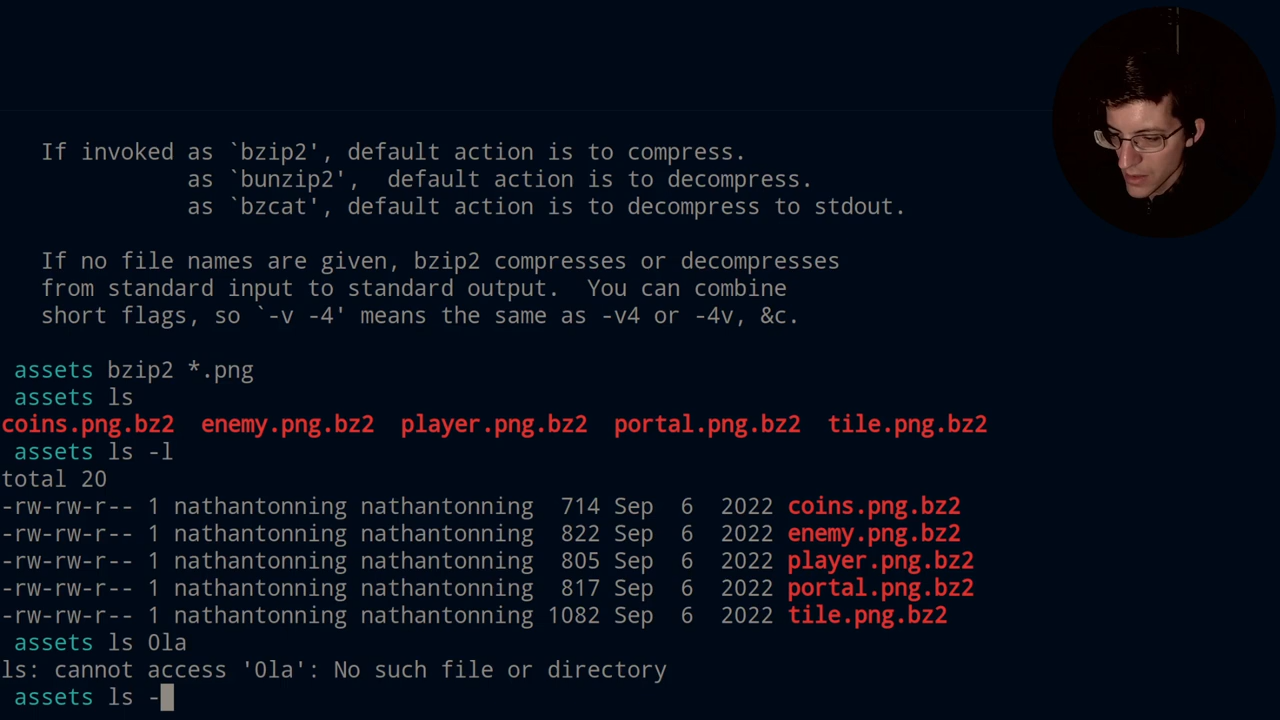 If invoked as `bzip2', default action is to compress.
as `bunzip2', default action is to decompress.
as `bzcat', default action is to decompress to stdout.
If no file names are given, bzip2 compresses or decompresses
from standard input to standard output. You can combine
short flags, so `-v -4' means the same as -v4 or -4v, &c.
assets bzip2 *.png
assets ls
coins.png.bz2 enemy.png.bz2 player.png.bz2 portal.png.bz2 tile.png.bz2
assets ls -l
total 20
-rw-rw-r-- 1 nathantonning nathantonning 714 Sep 6 2022 coins.png.bz2
-rw-rw-r-- 1 nathantonning nathantonning 822 Sep 6 2022 enemy.png.bz2
-rw-rw-r-- 1 nathantonning nathantonning 805 Sep 6 2022 player.png.bz2
-rw-rw-r-- 1 nathantonning nathantonning 817 Sep 6 2022 portal.png.bz2
-rw-rw-r-- 1 nathantonning nathantonning 1082 Sep 6 2022 tile.png.bz2
assets ls 0la
ls: cannot access '0la': No such file or directory
assets ls -